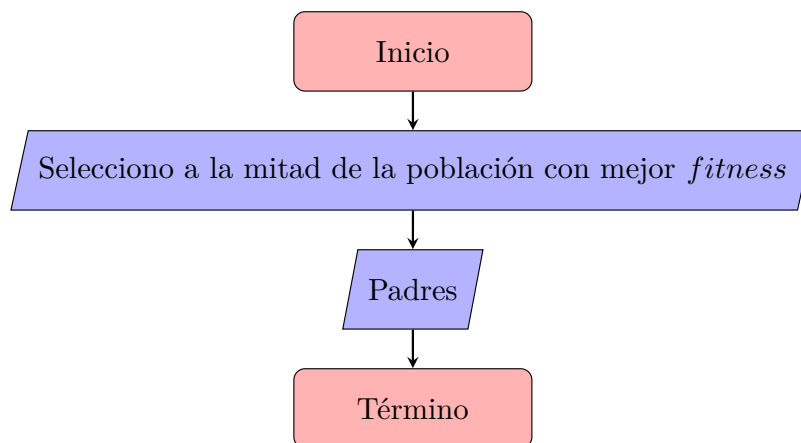 Inicio
Selecciono a la mitad de la población con mejor fitness
Padres
Término